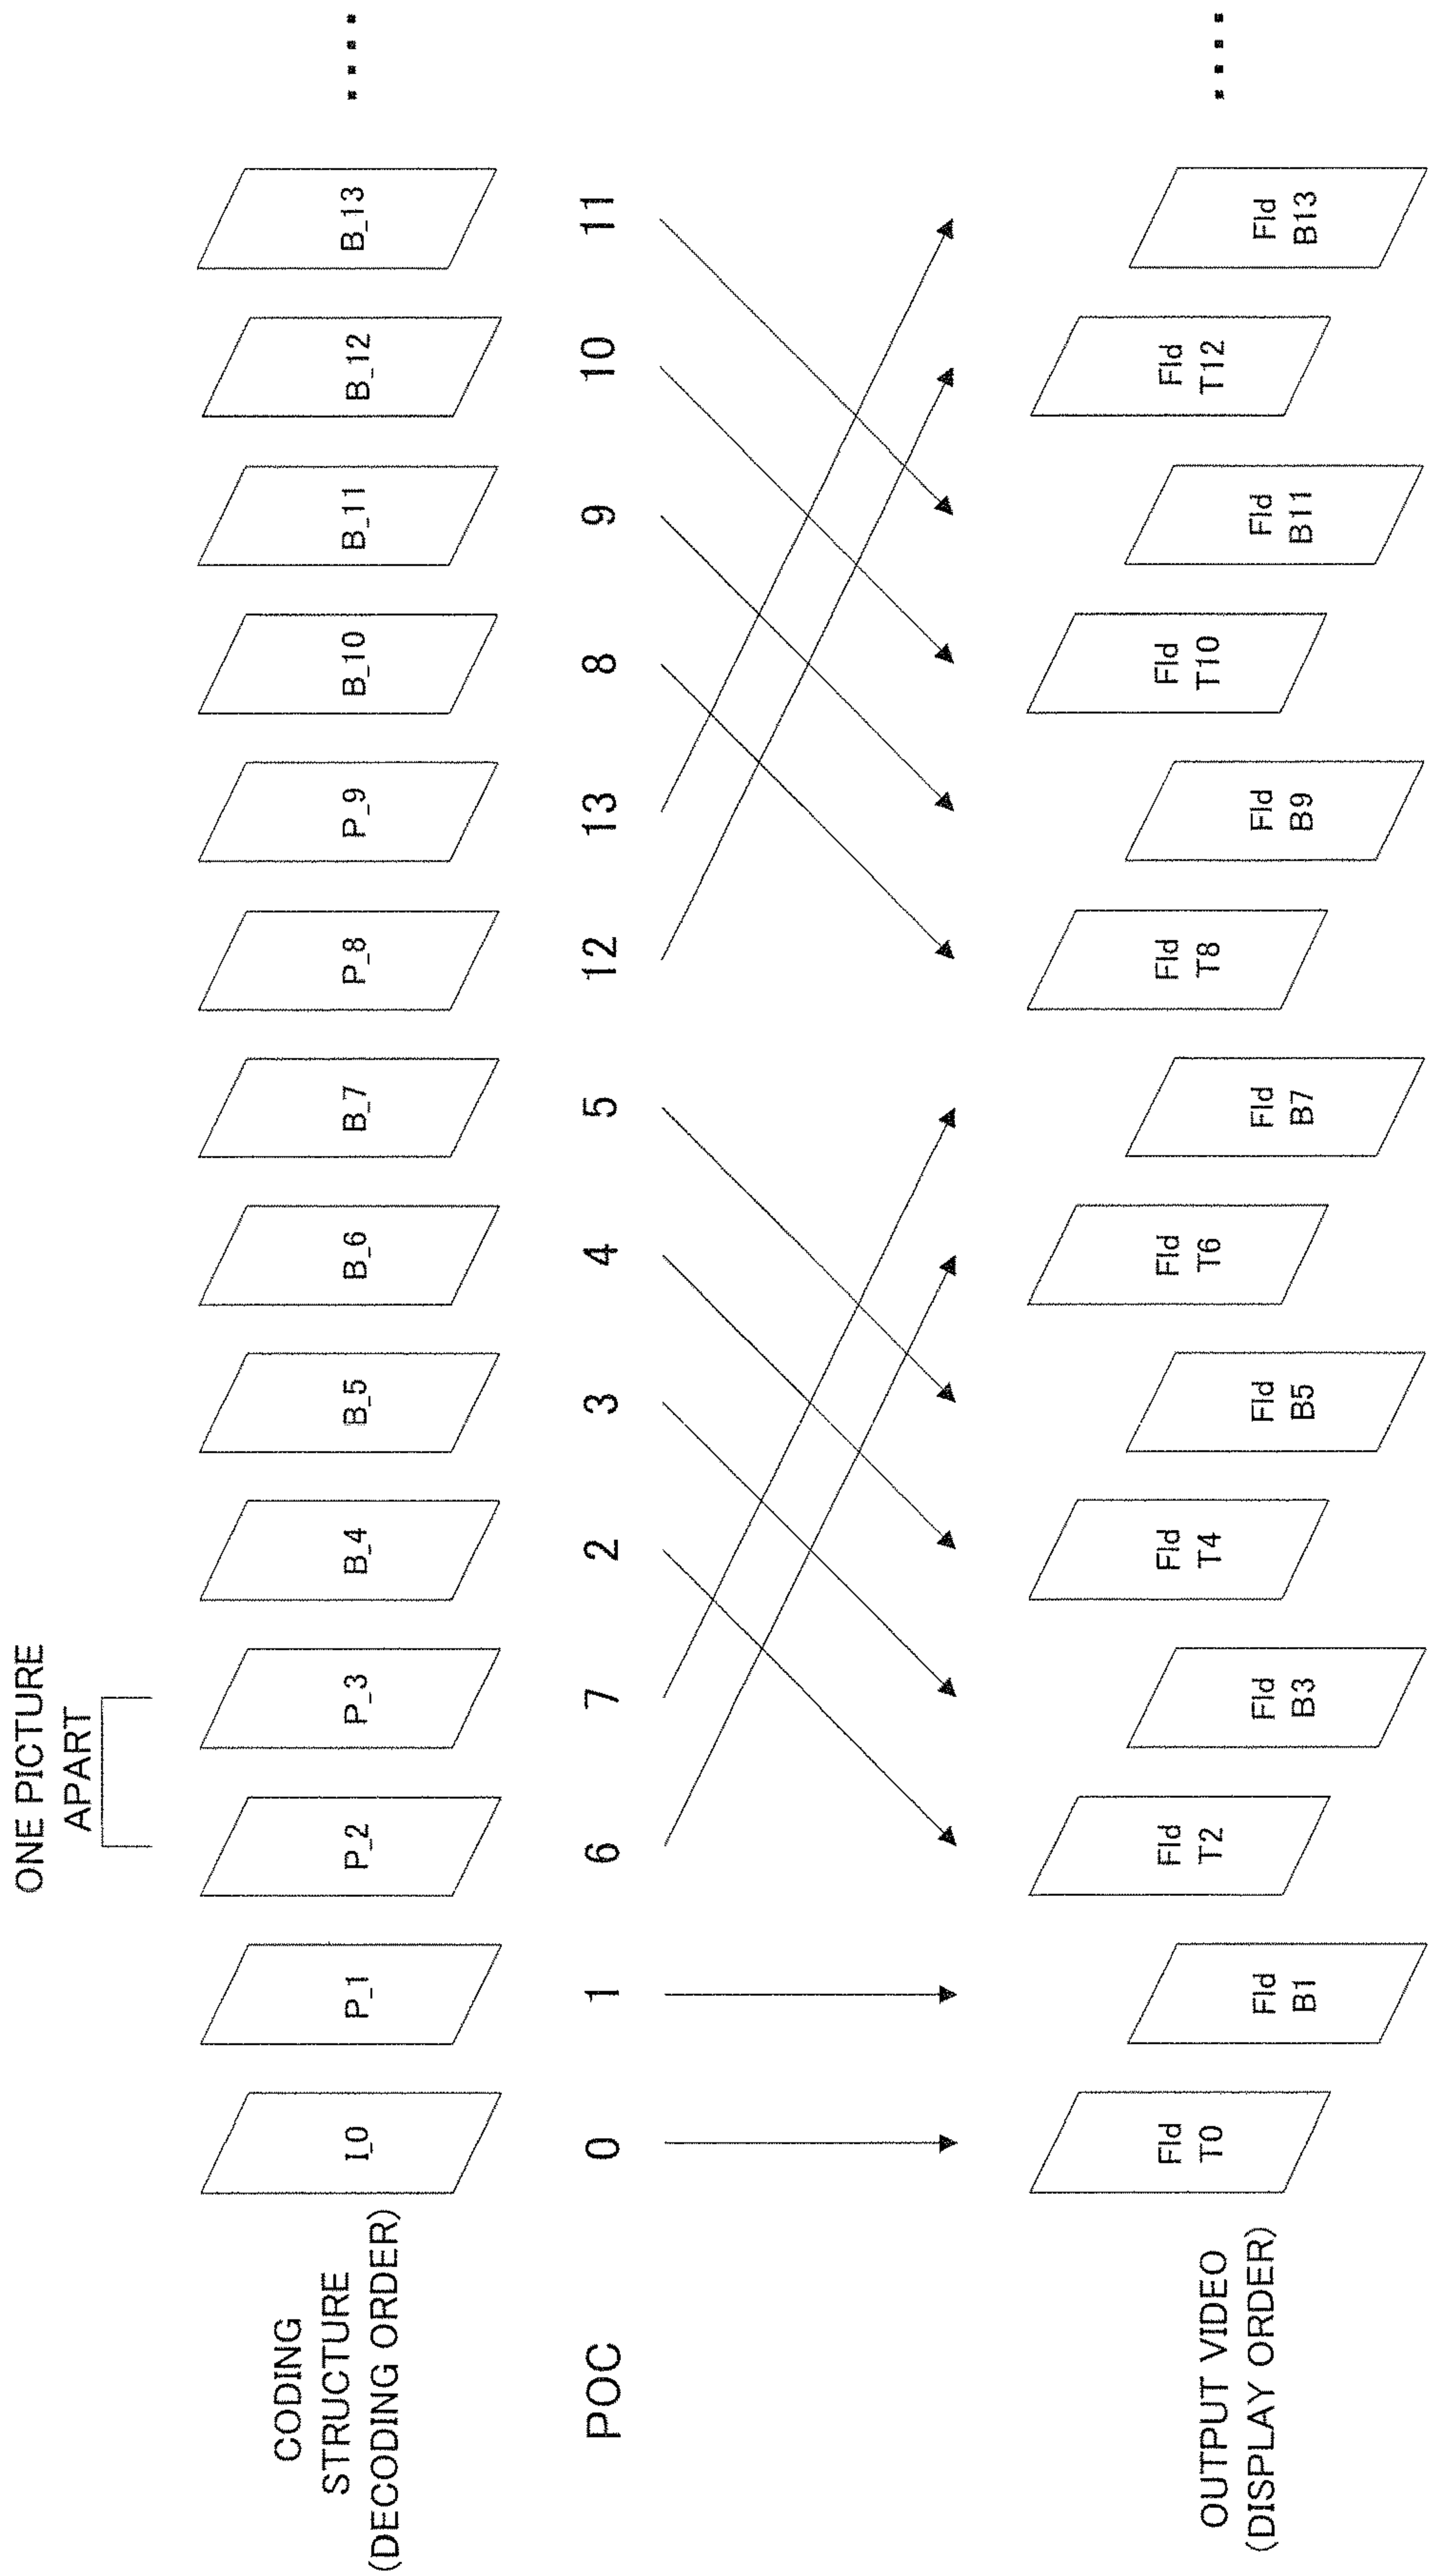 ONE PICTURE
APART
CODING
STRUCTURE
(DECODING ORDER)
I_0
P_1
P_2
P_3
B_4
B_5
B_6
B_7
P_8
P_9
B_10
B_11
B_12
B_13
POC
0
1
6
7
2
3
4
5
12
13
8
9
10
11
OUTPUT VIDEO
(DISPLAY ORDER)
Fld
T0
Fld
B1
Fld
T2
Fld
B3
Fld
T4
Fld
B5
Fld
T6
Fld
B7
Fld
T8
Fld
B9
Fld
T10
Fld
B11
Fld
T12
Fld
B13